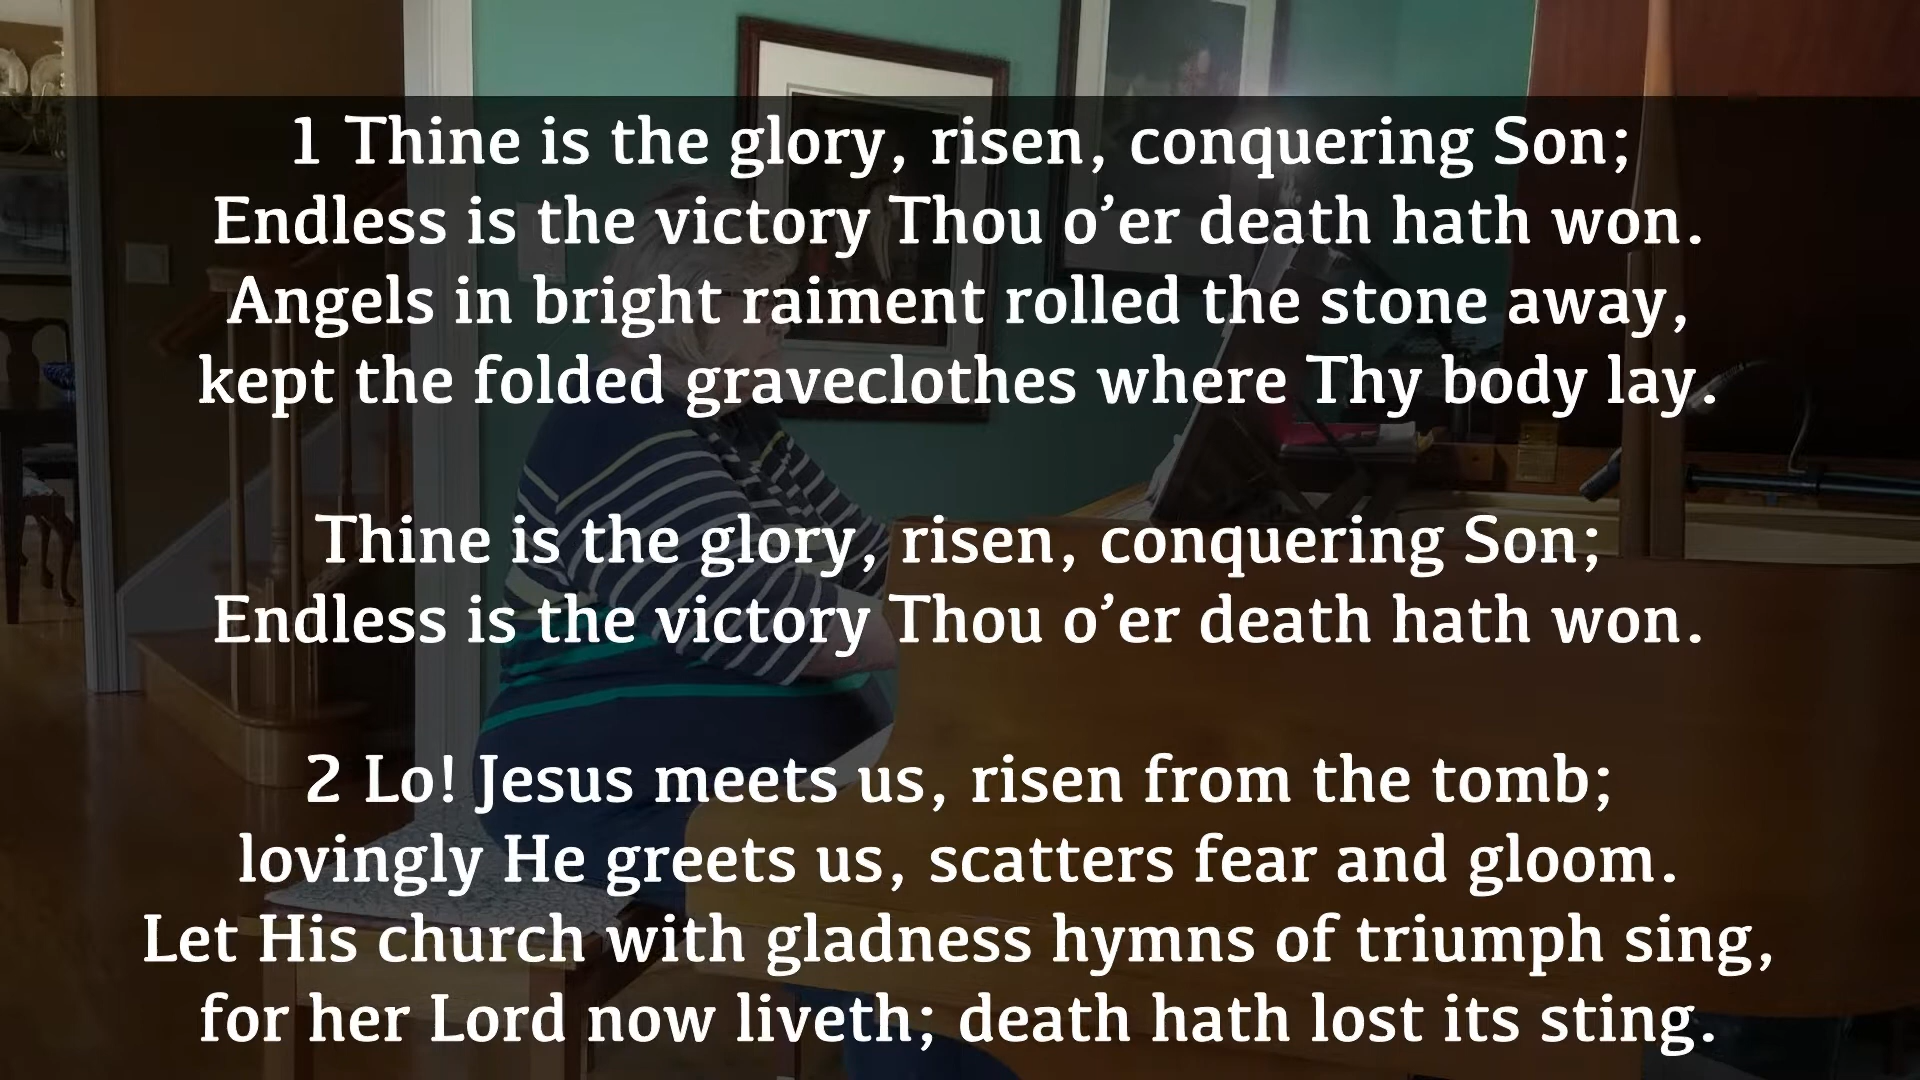 1 Thine is the glory, risen, conquering Son;
Endless is the victory Thou o’er death hath won.
Angels in bright raiment rolled the stone away,
kept the folded graveclothes where Thy body lay.
Thine is the glory, risen, conquering Son;
Endless is the victory Thou o’er death hath won.
2 Lo! Jesus meets us, risen from the tomb;
lovingly He greets us, scatters fear and gloom.
Let His church with gladness hymns of triumph sing,
for her Lord now liveth; death hath lost its sting.